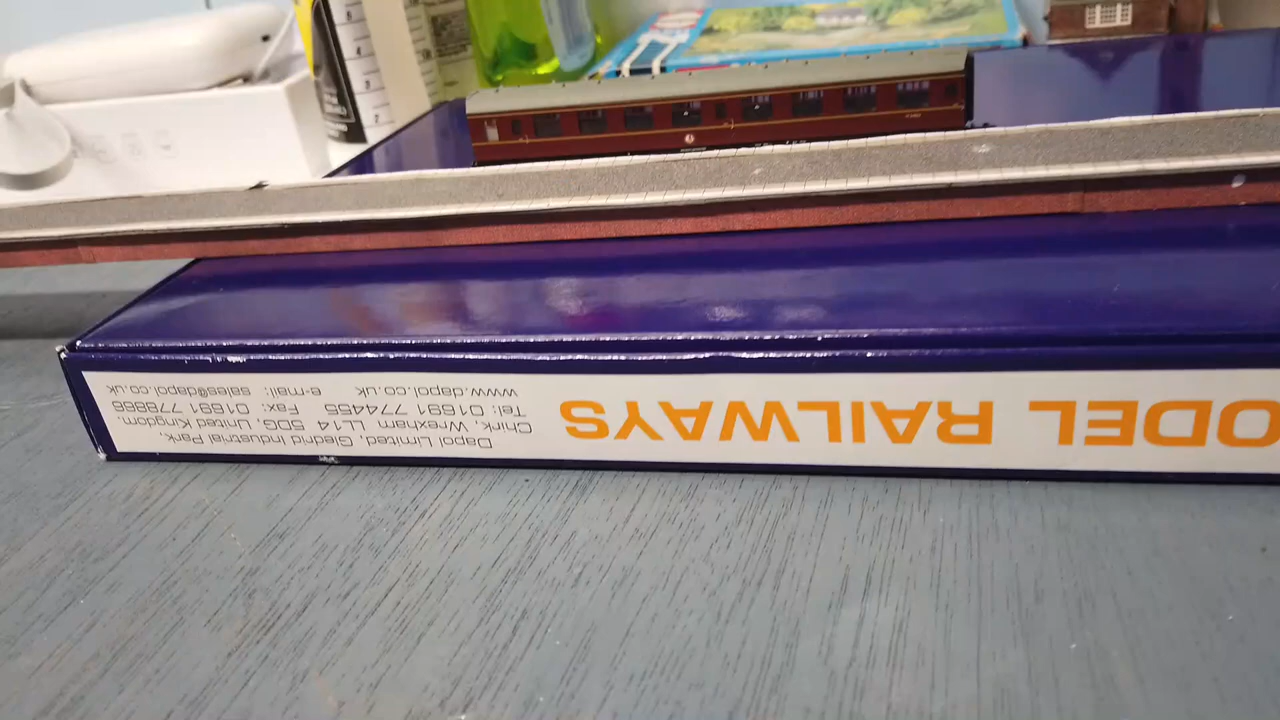 ODEL RAILWAYS
Dapol Limited, Gledrid Industrial Park,
Chirk, Wrexham LL14 5DG, United Kingdom.
Tel: 01691 774455 Fax: 01691 778866
www.dapol.co.uk e-mail: sales@dapol.co.uk